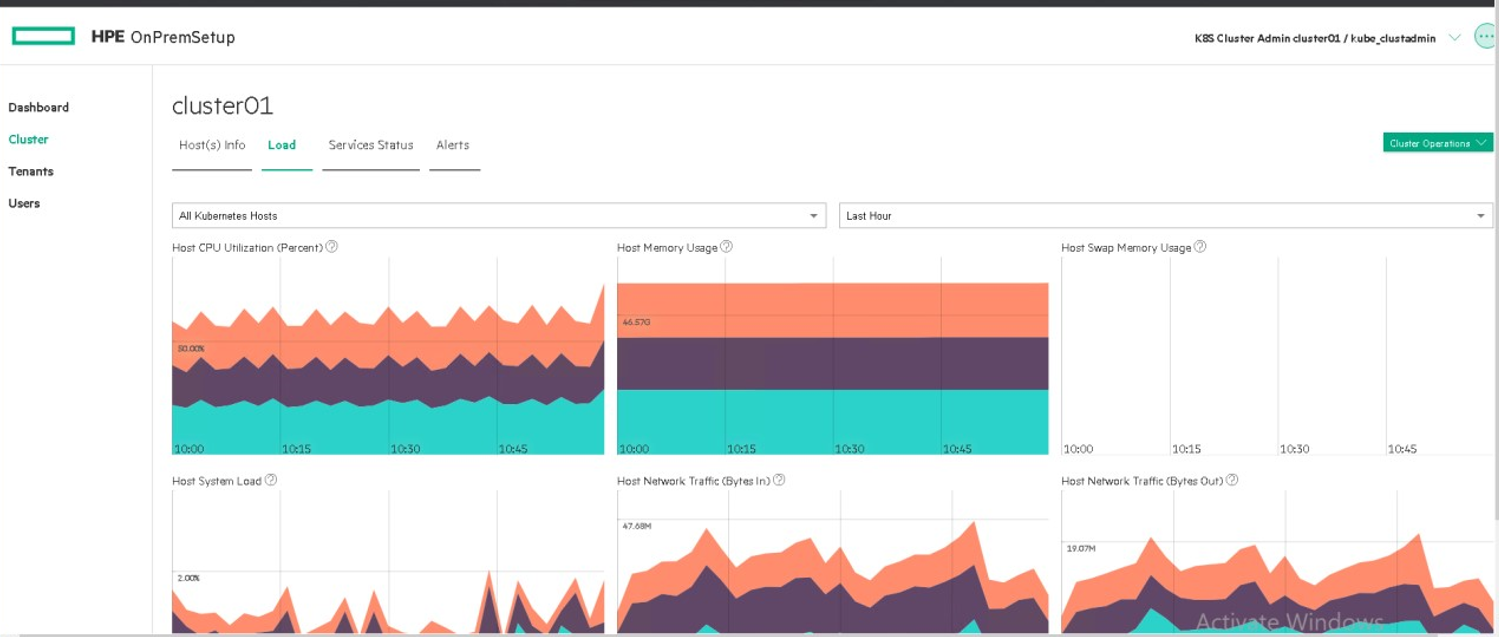 HPE OnPremSetup
K8S Cluster Admin cluster01 / kube_clustadmin
Dashboard
Cluster
Tenants
Users
cluster01
Host(s) Info Load Services Status Alerts
Cluster Operations
All Kubernetes Hosts
Last Hour
Host CPU Utilization (Percent) ?
50.00%
10:00 10:15 10:30 10:45
Host Memory Usage ?
46.57G
10:00 10:15 10:30 10:45
Host Swap Memory Usage ?
10:00 10:15 10:30 10:45
Host System Load ?
2.00%
Host Network Traffic (Bytes In) ?
47.68M
Host Network Traffic (Bytes Out) ?
19.07M
Activate Windows